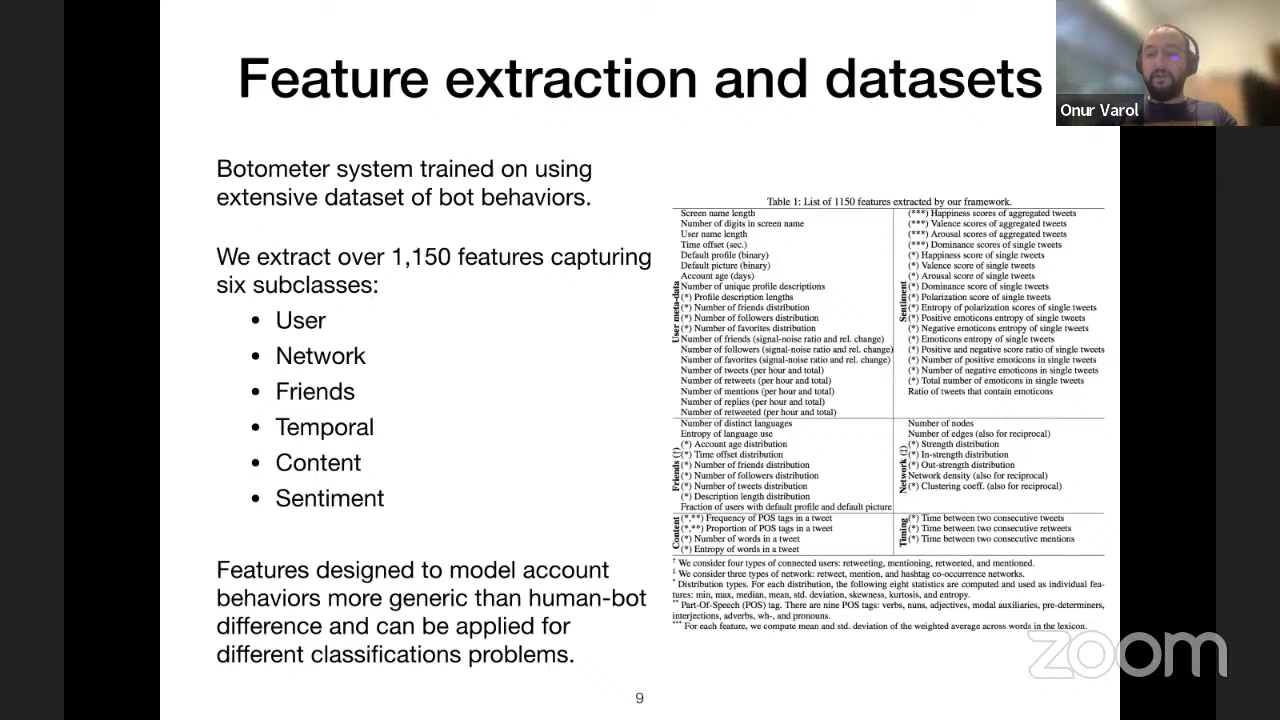 Feature extraction and datasets
Onur Varol
Botometer system trained on using
extensive dataset of bot behaviors.
We extract over 1,150 features capturing
six subclasses:
• User
• Network
• Friends
• Temporal
• Content
• Sentiment
Features designed to model account
behaviors more generic than human-bot
difference and can be applied for
different classifications problems.
Table 1: List of 1150 features extracted by our framework.
User meta-data
Screen name length
Number of digits in screen name
User name length
Time offset (sec.)
Default profile (binary)
Default picture (binary)
Account age (days)
Number of unique profile descriptions
(*) Profile description lengths
(*) Number of friends distribution
(*) Number of followers distribution
(*) Number of favorites distribution
Number of friends (signal-noise ratio and rel. change)
Number of followers (signal-noise ratio and rel. change)
Number of favorites (signal-noise ratio and rel. change)
Number of tweets (per hour and total)
Number of retweets (per hour and total)
Number of mentions (per hour and total)
Number of replies (per hour and total)
Number of retweeted (per hour and total)
Sentiment
(***) Happiness scores of aggregated tweets
(***) Valence scores of aggregated tweets
(***) Arousal scores of aggregated tweets
(***) Dominance scores of single tweets
(*) Happiness score of single tweets
(*) Valence score of single tweets
(*) Arousal score of single tweets
(*) Dominance score of single tweets
(*) Polarization score of single tweets
(*) Entropy of polarization scores of single tweets
(*) Positive emoticons entropy of single tweets
(*) Negative emoticons entropy of single tweets
(*) Emoticons entropy of single tweets
(*) Positive and negative score ratio of single tweets
(*) Number of positive emoticons in single tweets
(*) Number of negative emoticons in single tweets
(*) Total number of emoticons in single tweets
Ratio of tweets that contain emoticons
Friends (†)
Number of distinct languages
Entropy of language use
(*) Account age distribution
(*) Time offset distribution
(*) Number of friends distribution
(*) Number of followers distribution
(*) Number of tweets distribution
(*) Description length distribution
Fraction of users with default profile and default picture
Network (‡)
Number of nodes
Number of edges (also for reciprocal)
(*) Strength distribution
(*) In-strength distribution
(*) Out-strength distribution
Network density (also for reciprocal)
(*) Clustering coeff. (also for reciprocal)
Content
(*,**) Frequency of POS tags in a tweet
(*,**) Proportion of POS tags in a tweet
(*) Number of words in a tweet
(*) Entropy of words in a tweet
Timing
(*) Time between two consecutive tweets
(*) Time between two consecutive retweets
(*) Time between two consecutive mentions
† We consider four types of connected users: retweeting, mentioning, retweeted, and mentioned.
‡ We consider three types of network: retweet, mention, and hashtag co-occurrence networks.
* Distribution types. For each distribution, the following eight statistics are computed and used as individual fea-
tures: min, max, median, mean, std. deviation, skewness, kurtosis, and entropy.
** Part-Of-Speech (POS) tag. There are nine POS tags: verbs, nuns, adjectives, modal auxiliaries, pre-determiners,
interjections, adverbs, wh-, and pronouns.
*** For each feature, we compute mean and std. deviation of the weighted average across words in the lexicon.
zoom
9